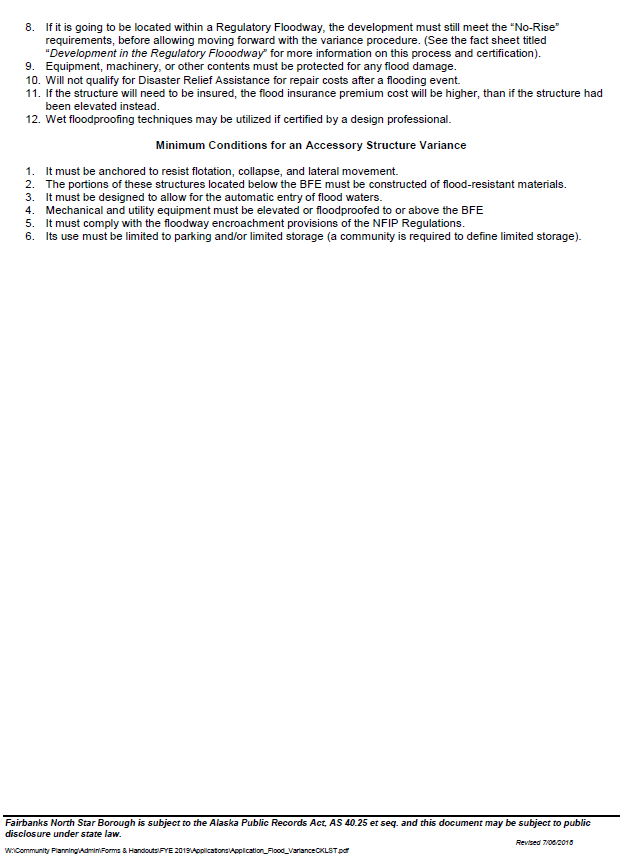 8. If it is going to be located within a Regulatory Floodway, the development must still meet the “No-Rise”
requirements, before allowing moving forward with the variance procedure. (See the fact sheet titled
“Development in the Regulatory Flooodway” for more information on this process and certification).
9. Equipment, machinery, or other contents must be protected for any flood damage.
10. Will not qualify for Disaster Relief Assistance for repair costs after a flooding event.
11. If the structure will need to be insured, the flood insurance premium cost will be higher, than if the structure had
been elevated instead.
12. Wet floodproofing techniques may be utilized if certified by a design professional.
Minimum Conditions for an Accessory Structure Variance
1. It must be anchored to resist flotation, collapse, and lateral movement.
2. The portions of these structures located below the BFE must be constructed of flood-resistant materials.
3. It must be designed to allow for the automatic entry of flood waters.
4. Mechanical and utility equipment must be elevated or floodproofed to or above the BFE
5. It must comply with the floodway encroachment provisions of the NFIP Regulations.
6. Its use must be limited to parking and/or limited storage (a community is required to define limited storage).
Fairbanks North Star Borough is subject to the Alaska Public Records Act, AS 40.25 et seq. and this document may be subject to public
disclosure under state law.
Revised 7/06/2016
W:\Community Planning\Admin\Forms & Handouts\FYE 2019\Applications\Application_Flood_VarianceCKLST.pdf